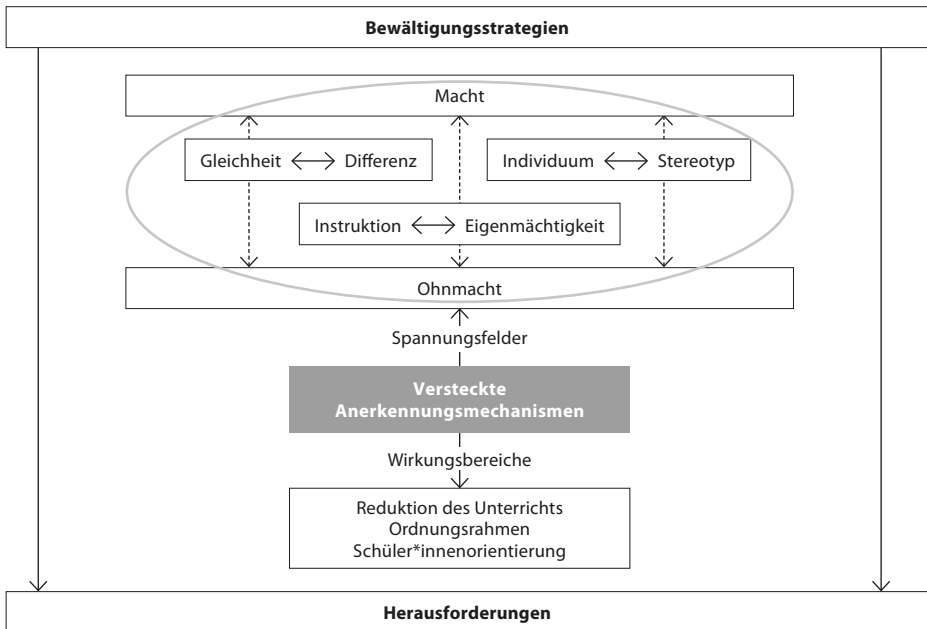 Bewältigungsstrategien
Macht
Gleichheit Differenz
Individuum Stereotyp
Instruktion Eigenmächtigkeit
Ohnmacht
Spannungsfelder
Versteckte
Anerkennungsmechanismen
Wirkungsbereiche
Reduktion des Unterrichts
Ordnungsrahmen
Schüler*innenorientierung
Herausforderungen